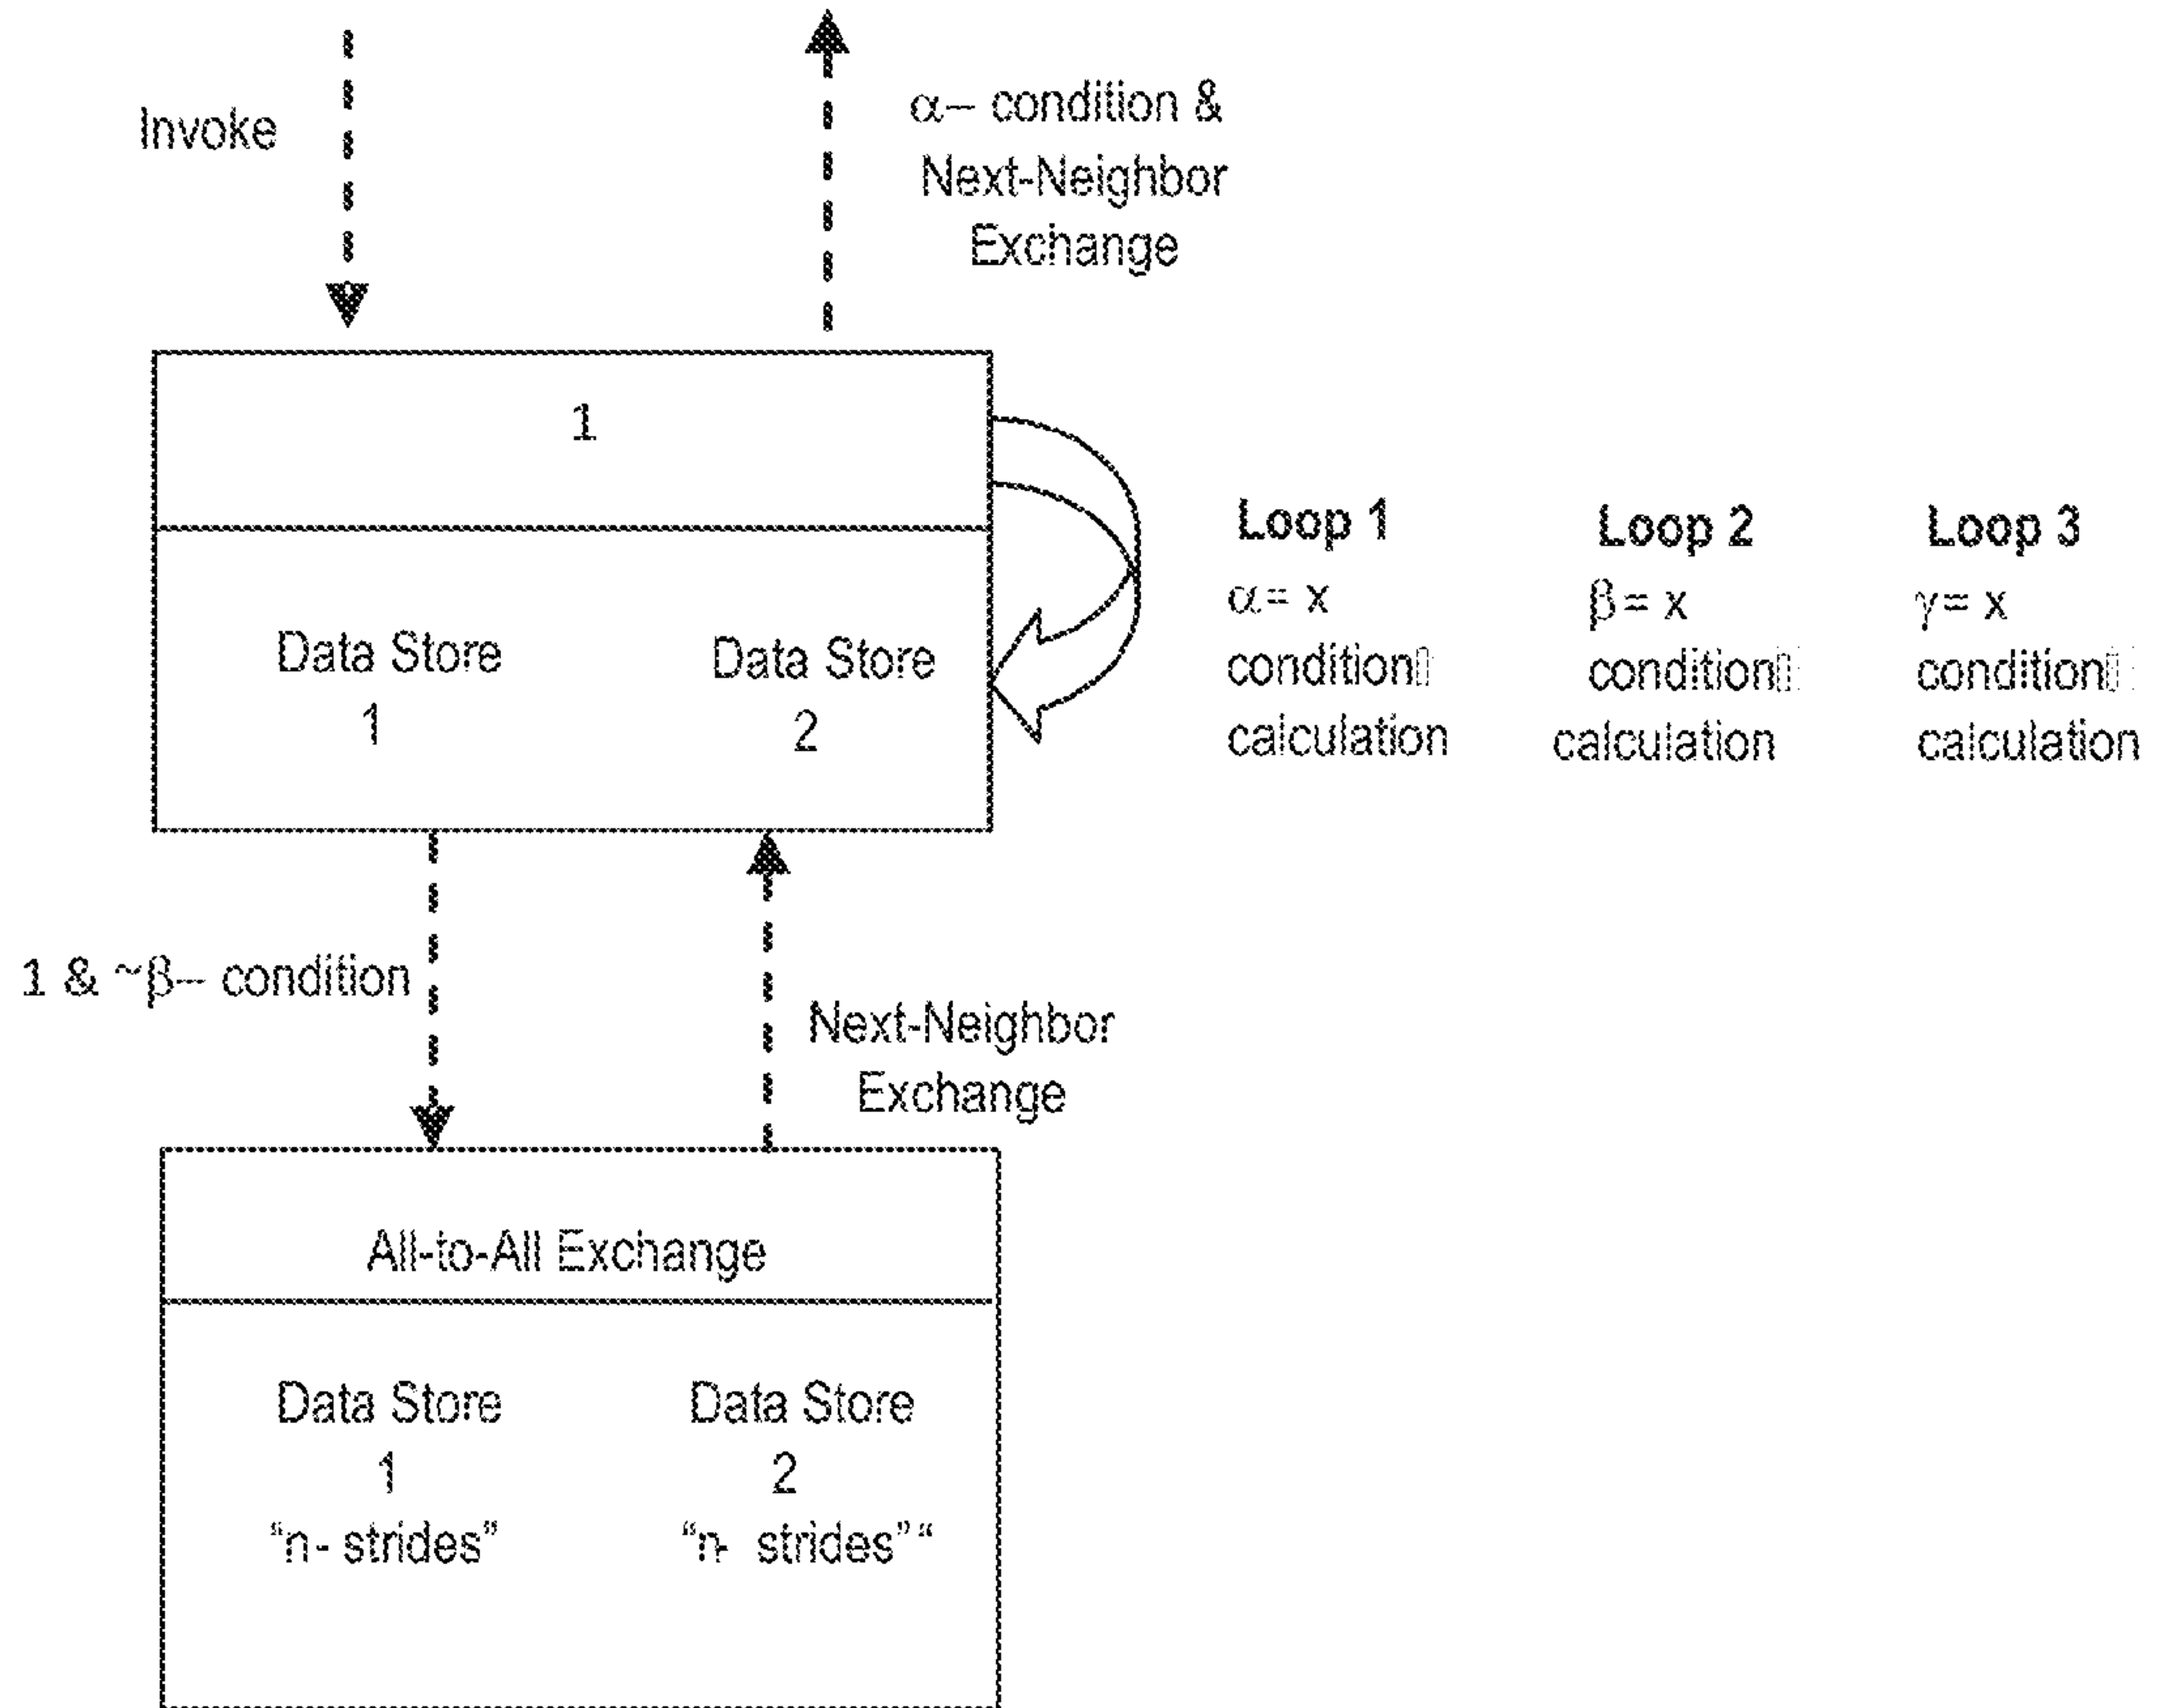 Invoke
α– condition &
Next-Neighbor
Exchange
1
Data Store
1
Data Store
2
Loop 1
α= x
condition
calculation
Loop 2
β= x
condition
calculation
Loop 3
γ= x
condition
calculation
1 & ~β– condition
Next-Neighbor
Exchange
All-to-All Exchange
Data Store
1
"n- strides"
Data Store
2
“n- strides” “